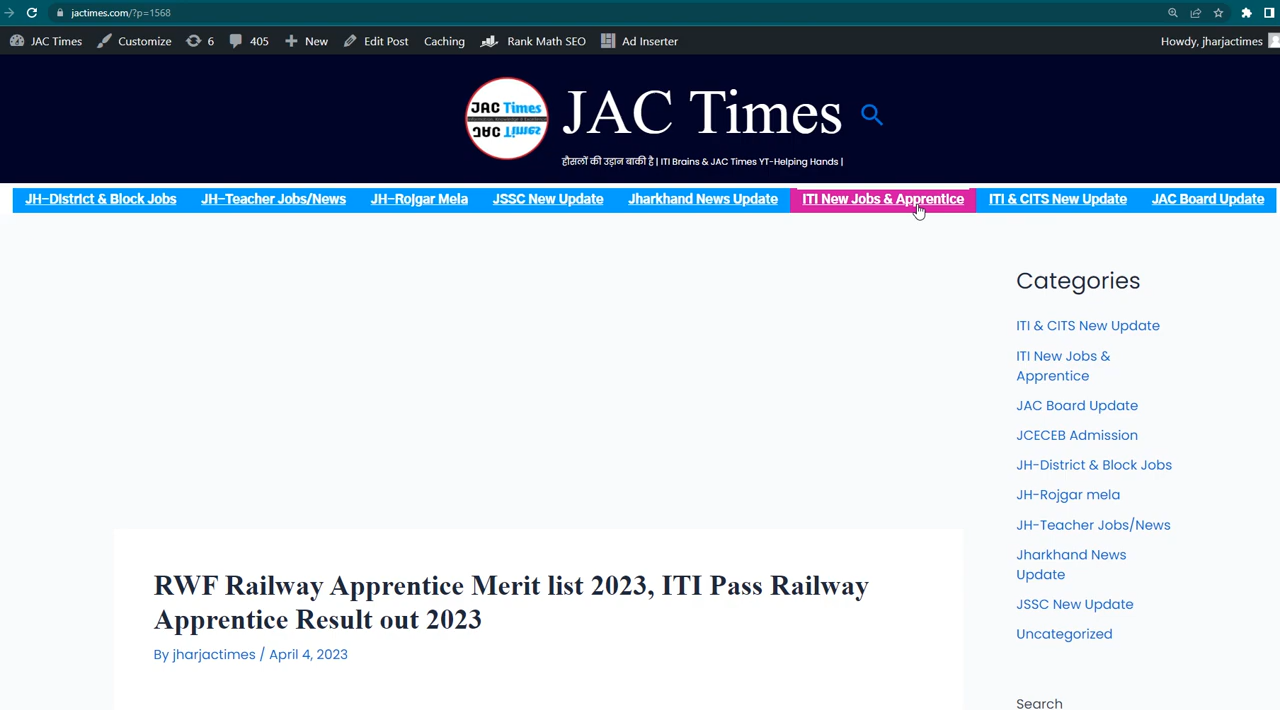 jactimes.com/?p=1568
JAC Times Customize 6 405 New Edit Post Caching Rank Math SEO Ad Inserter Howdy, jharjactimes
JAC Times
JAC Times
हौसलों की उड़ान बाकी है | ITI Brains & JAC Times YT-Helping Hands |
JH-District & Block Jobs JH-Teacher Jobs/News JH-Rojgar Mela JSSC New Update Jharkhand News Update ITI New Jobs & Apprentice ITI & CITS New Update JAC Board Update
Categories
ITI & CITS New Update
ITI New Jobs &
Apprentice
JAC Board Update
JCECEB Admission
JH-District & Block Jobs
JH-Rojgar mela
JH-Teacher Jobs/News
Jharkhand News
Update
JSSC New Update
Uncategorized
Search
RWF Railway Apprentice Merit list 2023, ITI Pass Railway
Apprentice Result out 2023
By jharjactimes / April 4, 2023